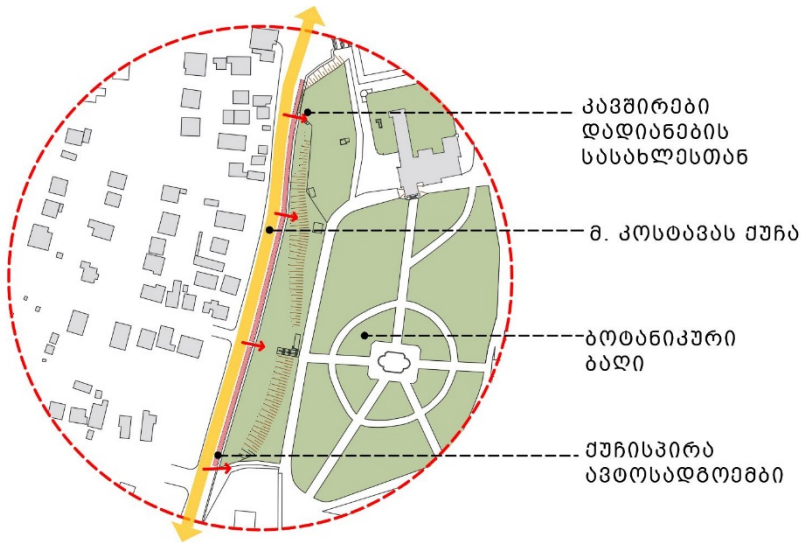 კავშირები
დადიანების
სასახლესთან
მ. კოსტავას ქუჩა
ბოტანიკური
ბაღი
ქუჩისპირა
ავტოსადგომები